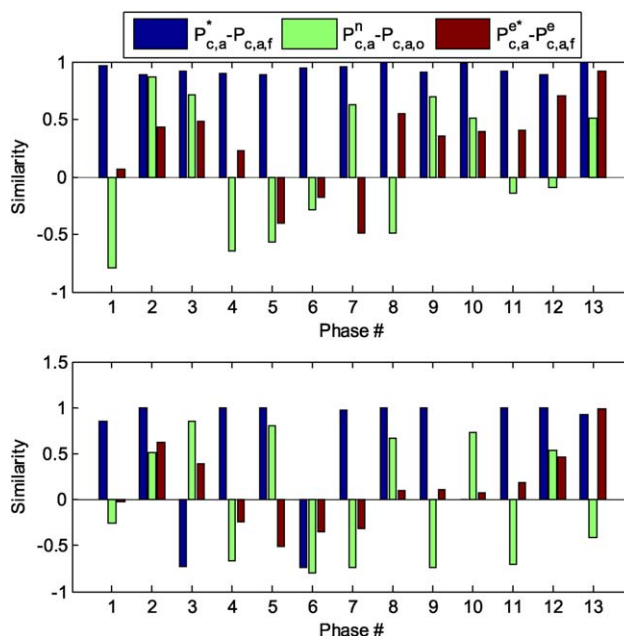 P*c,a-Pc,a,f Pnc,a-Pc,a,o Pe*c,a-Pec,a,f
1
0.5
0
-0.5
-1
Similarity
1 2 3 4 5 6 7 8 9 10 11 12 13
Phase #
1.5
1
0.5
0
-0.5
-1
Similarity
1 2 3 4 5 6 7 8 9 10 11 12 13
Phase #